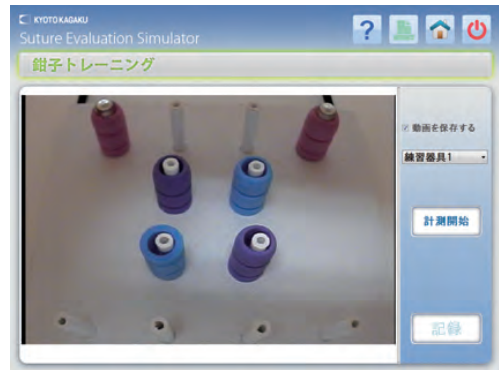 KYOTO KAGAKU
Suture Evaluation Simulator
?
鉗子トレーニング
動画を保存する
練習器具1
計測開始
記録